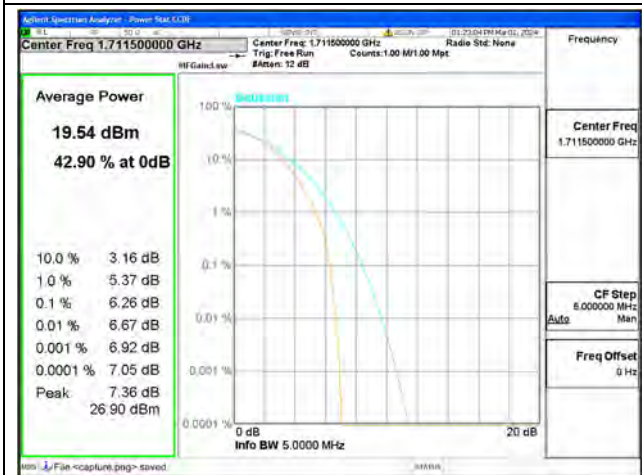 Agilent Spectrum Analyzer - Power Stat CCDF
Center Freq 1.711500000 GHz
Center Freq: 1.711500000 GHz
Radio Std: None
01:23:04 PM Mar 02, 2024
Trig: Free Run
Counts:1.00 M/1.00 Mpt
#IFGain:Low
#Atten: 12 dB
Frequency
Average Power
19.54 dBm
42.90 % at 0dB
10.0 % 3.16 dB
1.0 % 5.37 dB
0.1 % 6.26 dB
0.01 % 6.67 dB
0.001 % 6.92 dB
0.0001 % 7.05 dB
Peak 7.36 dB
26.90 dBm
Gaussian
100 %
10 %
1 %
0.1 %
0.01 %
0.001 %
0.0001 %
0 dB
20 dB
Info BW 5.0000 MHz
Center Freq
1.711500000 GHz
CF Step
5.000000 MHz
Auto Man
Freq Offset
0 Hz
MSG File <capture.png> saved
STATUS